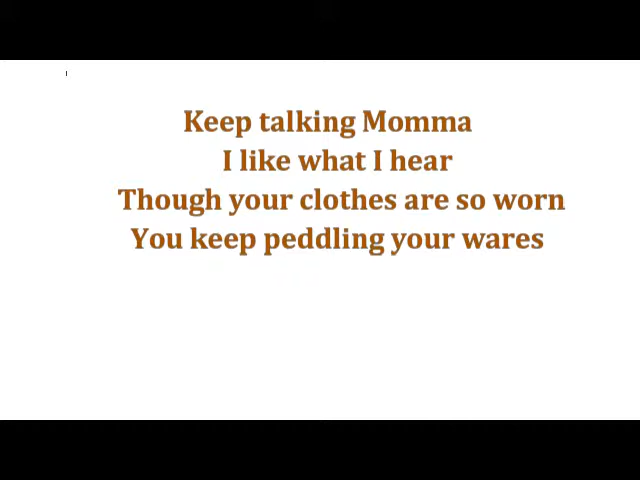 Keep talking Momma
I like what I hear
Though your clothes are so worn
You keep peddling your wares